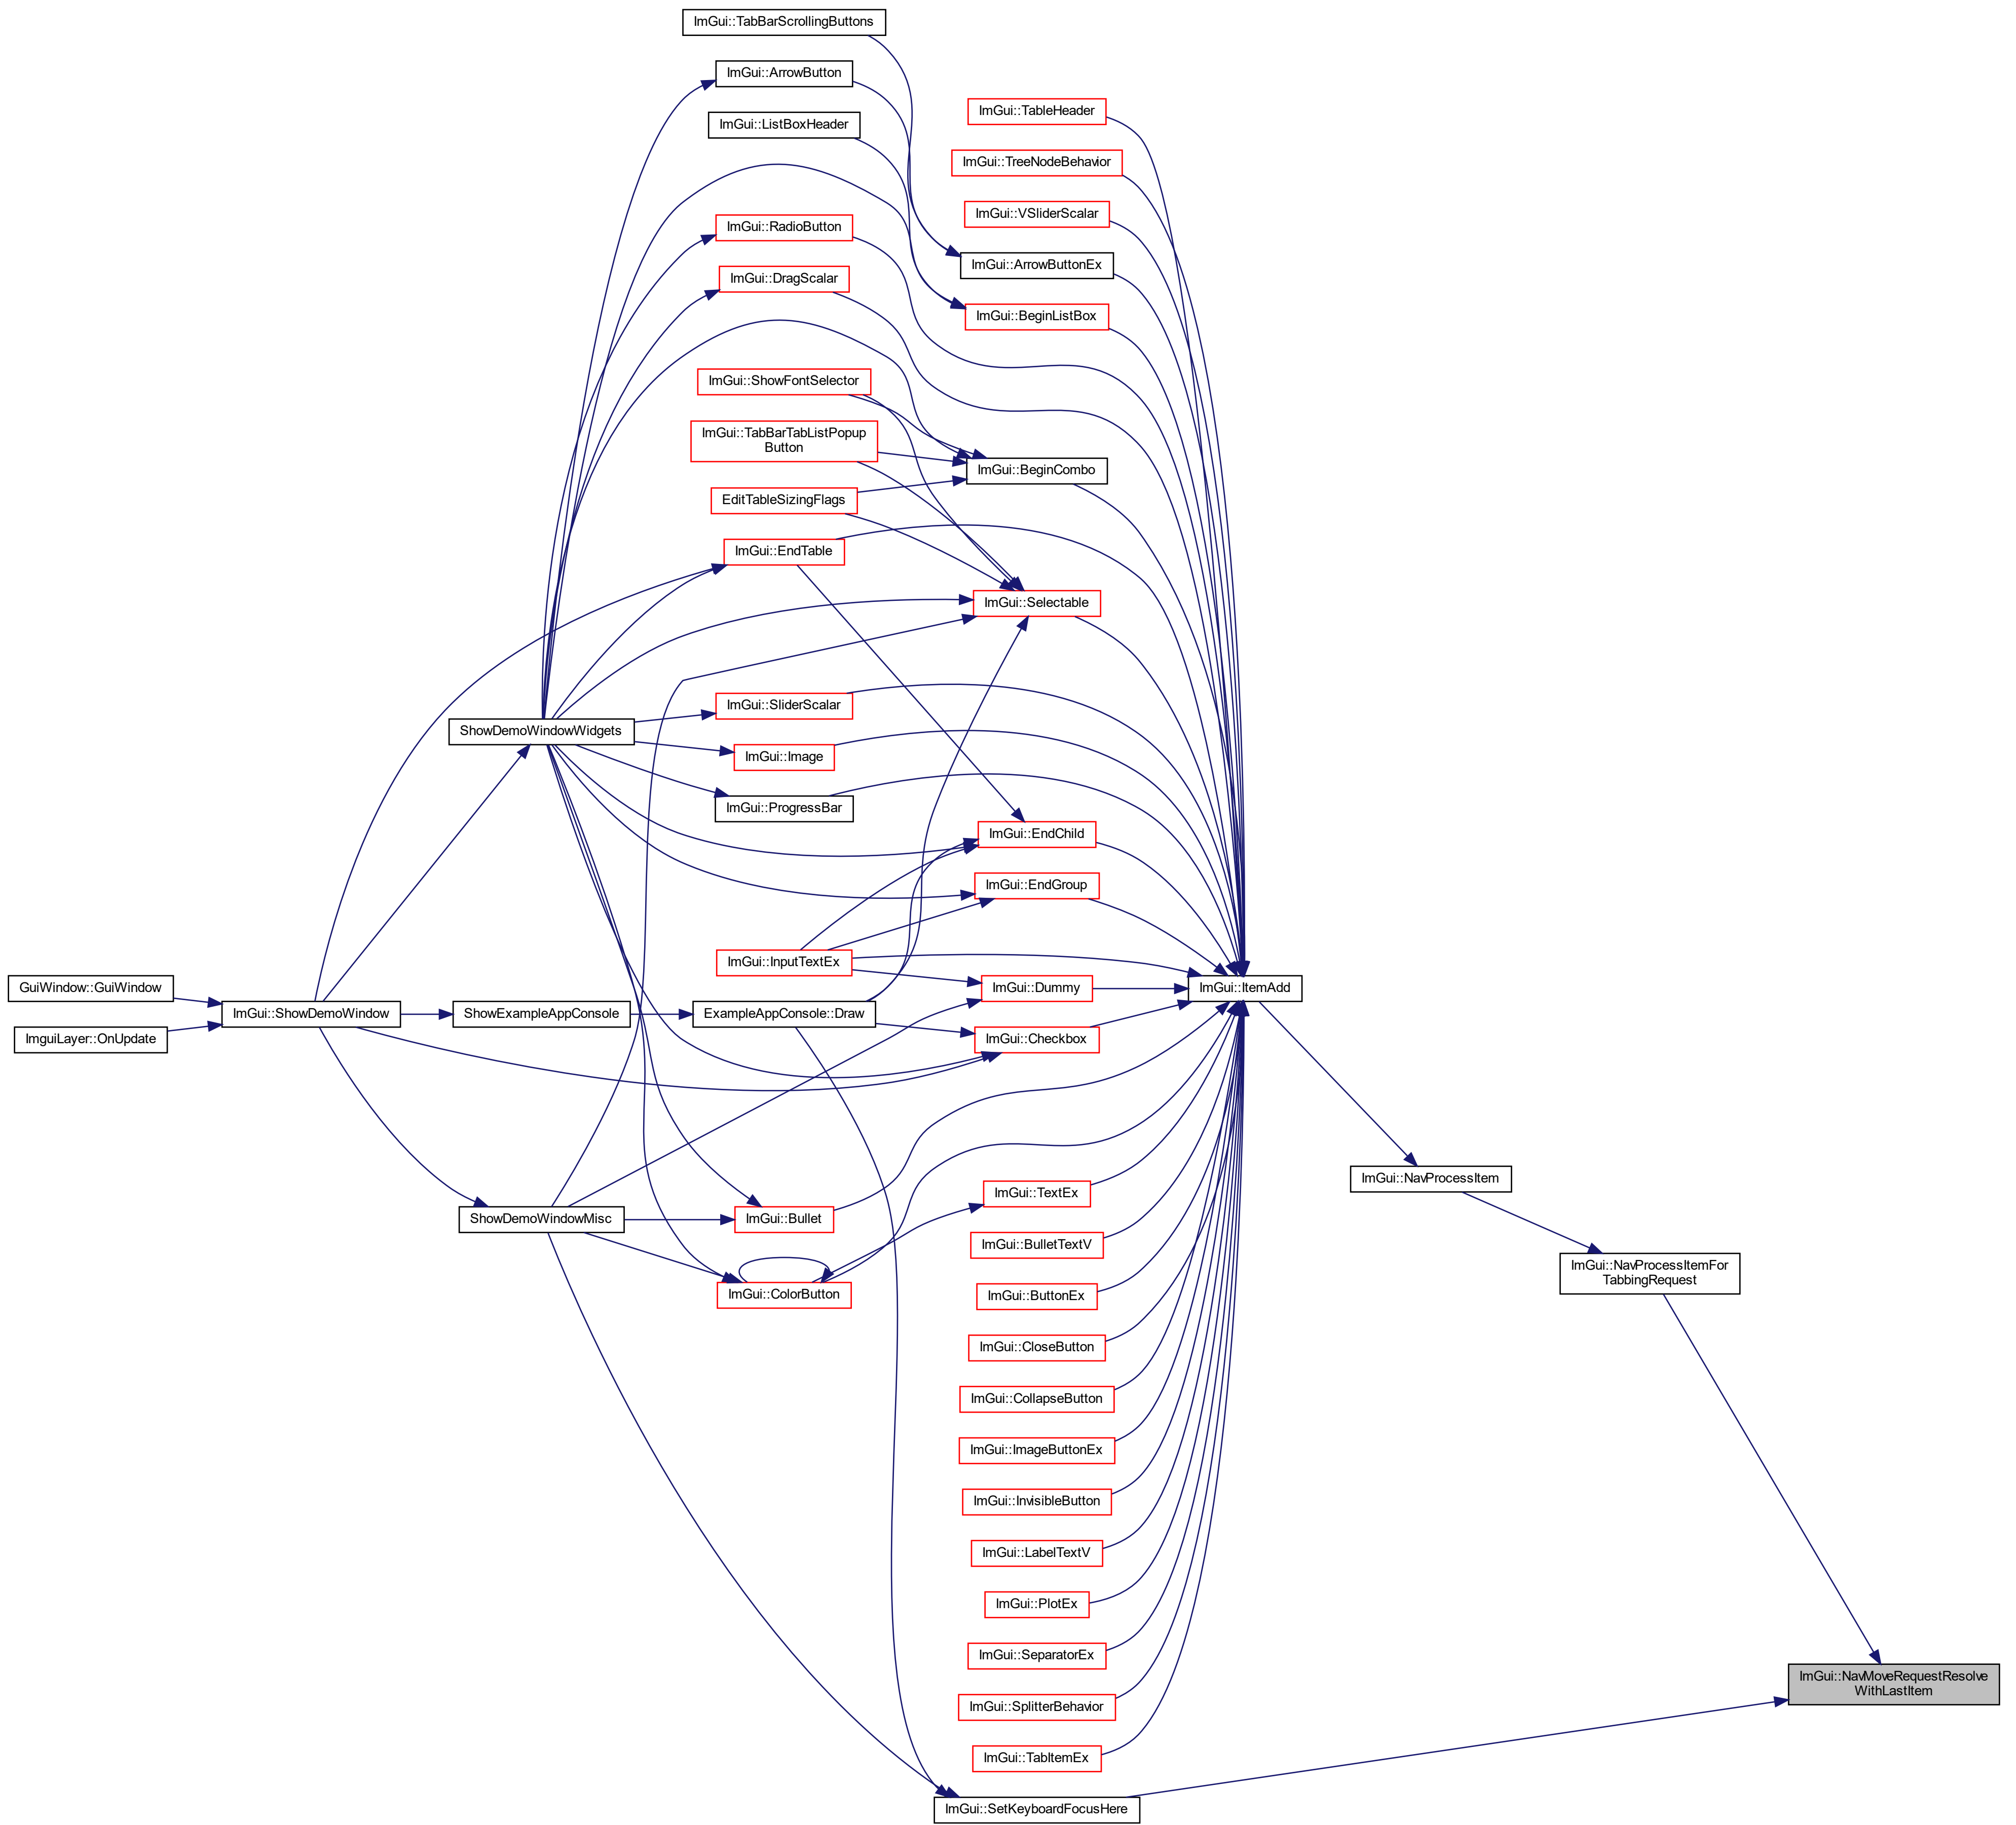 ImGui::TabBarScrollingButtons
ImGui::ArrowButton
ImGui::ListBoxHeader
ImGui::TableHeader
ImGui::TreeNodeBehavior
ImGui::VSliderScalar
ImGui::RadioButton
ImGui::ArrowButtonEx
ImGui::DragScalar
ImGui::BeginListBox
ImGui::ShowFontSelector
ImGui::TabBarTabListPopup
Button
ImGui::BeginCombo
EditTableSizingFlags
ImGui::EndTable
ImGui::Selectable
ImGui::SliderScalar
ShowDemoWindowWidgets
ImGui::Image
ImGui::ProgressBar
ImGui::EndChild
ImGui::EndGroup
ImGui::InputTextEx
GuiWindow::GuiWindow
ImGui::Dummy
ImGui::ItemAdd
ImGui::ShowDemoWindow
ShowExampleAppConsole
ExampleAppConsole::Draw
ImguiLayer::OnUpdate
ImGui::Checkbox
ImGui::NavProcessItem
ImGui::TextEx
ShowDemoWindowMisc
ImGui::Bullet
ImGui::BulletTextV
ImGui::NavProcessItemFor
TabbingRequest
ImGui::ColorButton
ImGui::ButtonEx
ImGui::CloseButton
ImGui::CollapseButton
ImGui::ImageButtonEx
ImGui::InvisibleButton
ImGui::LabelTextV
ImGui::PlotEx
ImGui::SeparatorEx
ImGui::NavMoveRequestResolve
WithLastItem
ImGui::SplitterBehavior
ImGui::TabItemEx
ImGui::SetKeyboardFocusHere